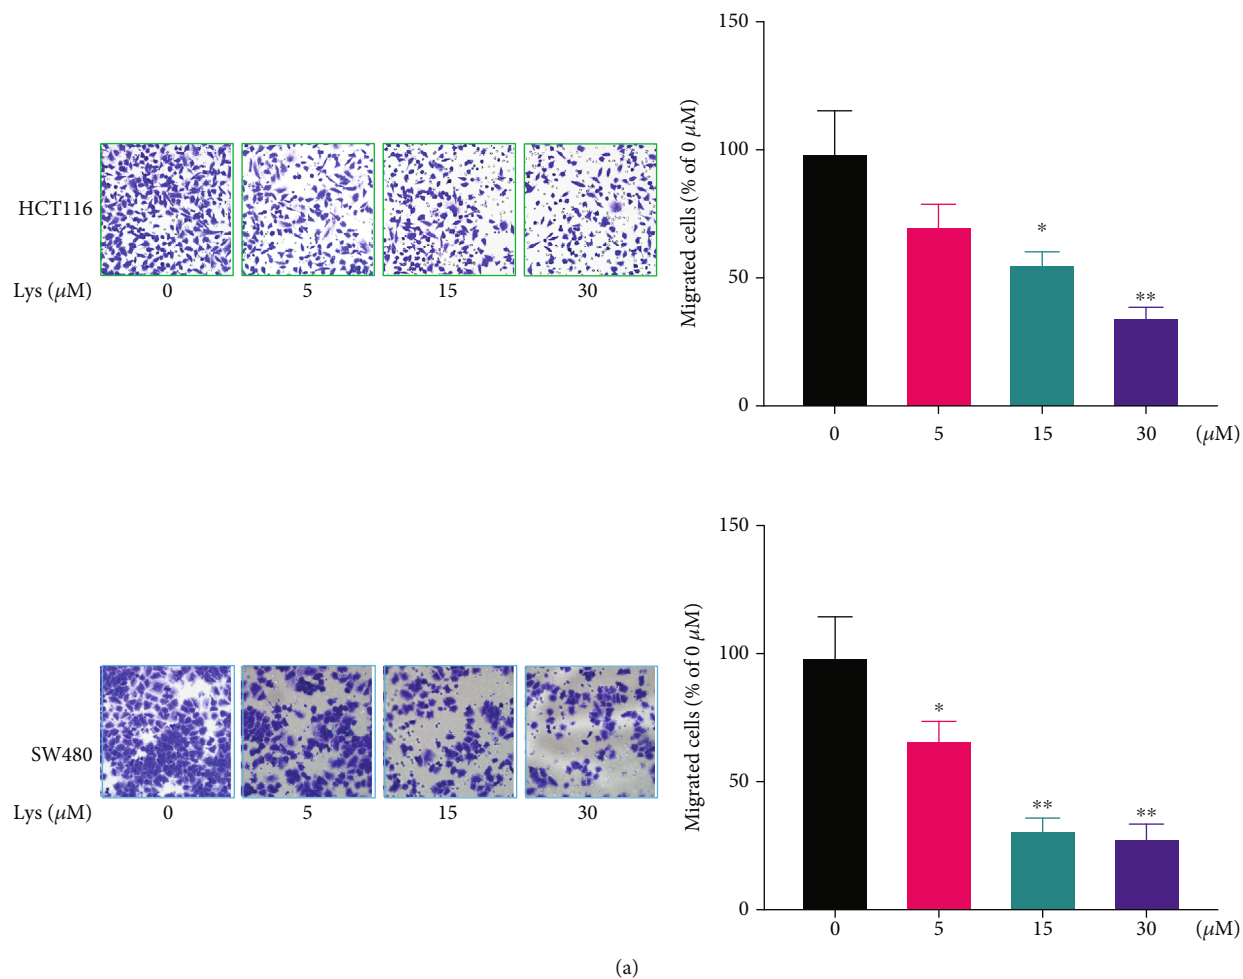 HCT116
Lys (μM) 0 5 15 30
Migrated cells (% of 0 μM)
150
100
50
0
*
**
0 5 15 30 (μM)
SW480
Lys (μM) 0 5 15 30
Migrated cells (% of 0 μM)
150
100
50
0
*
**
**
0 5 15 30 (μM)
(a)